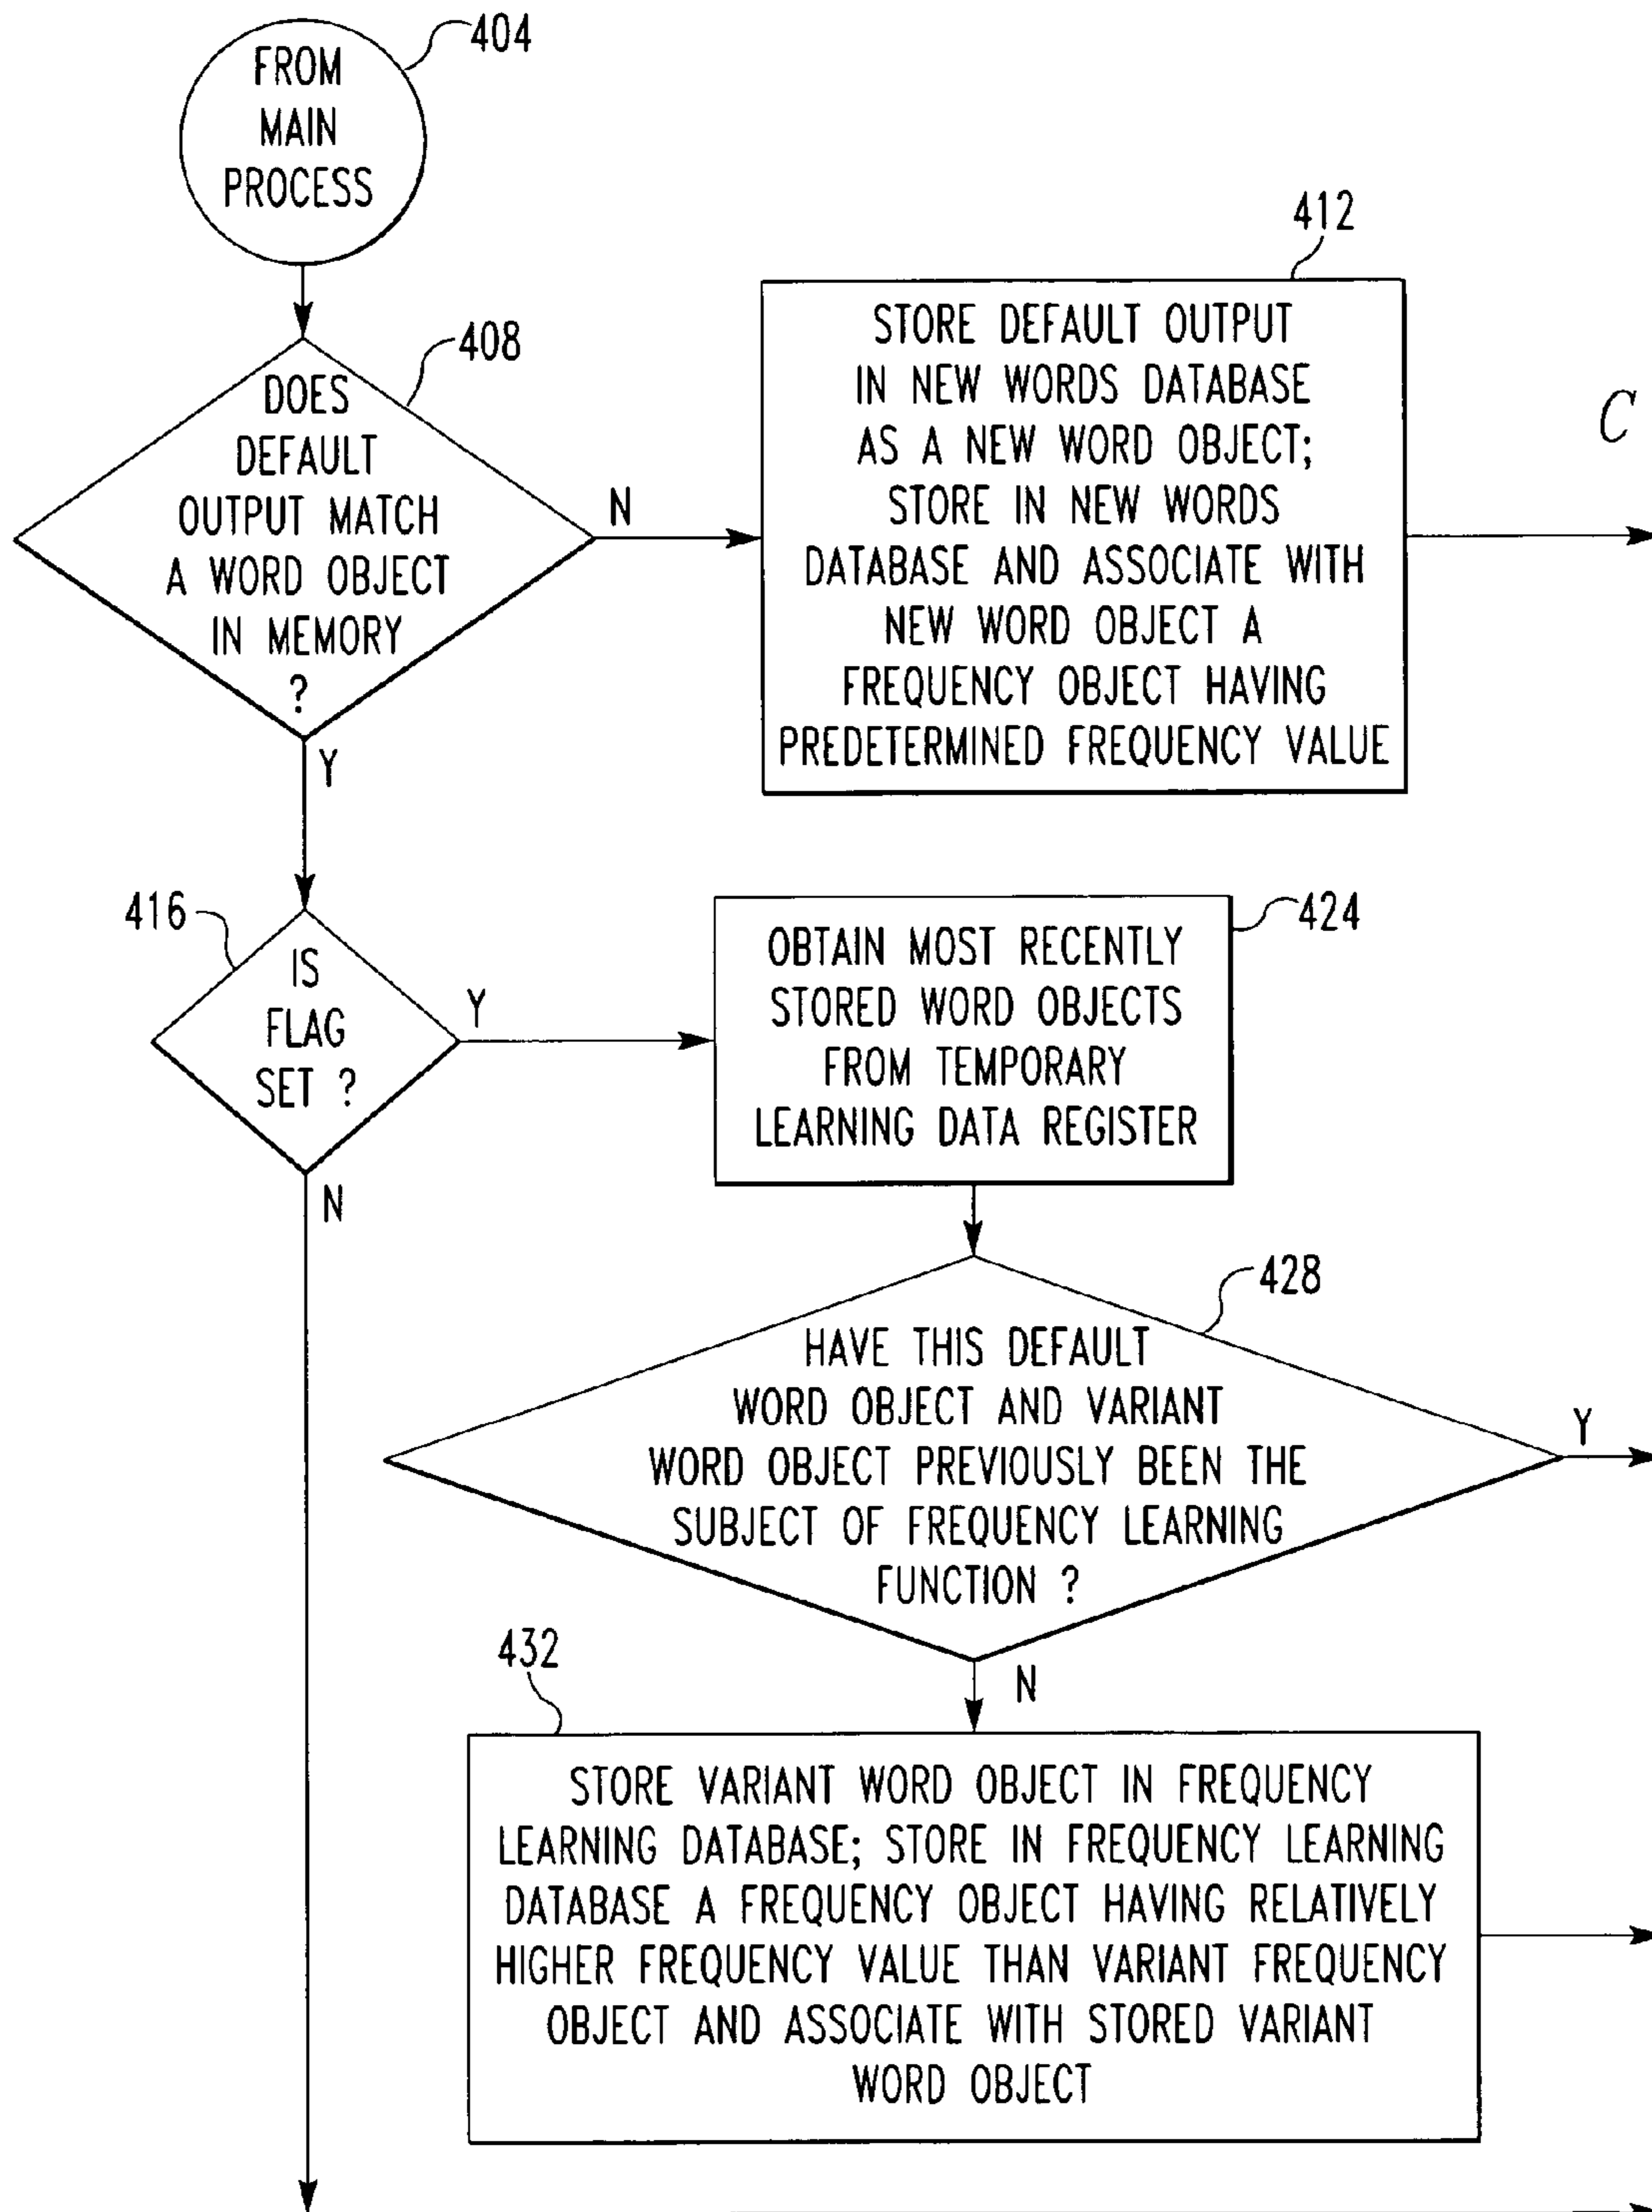 404
FROM
MAIN
PROCESS
408
DOES
DEFAULT
OUTPUT MATCH
A WORD OBJECT
IN MEMORY
?
N
Y
412
STORE DEFAULT OUTPUT
IN NEW WORDS DATABASE
AS A NEW WORD OBJECT;
STORE IN NEW WORDS
DATABASE AND ASSOCIATE WITH
NEW WORD OBJECT A
FREQUENCY OBJECT HAVING
PREDETERMINED FREQUENCY VALUE
C
416
IS
FLAG
SET ?
Y
N
424
OBTAIN MOST RECENTLY
STORED WORD OBJECTS
FROM TEMPORARY
LEARNING DATA REGISTER
428
HAVE THIS DEFAULT
WORD OBJECT AND VARIANT
WORD OBJECT PREVIOUSLY BEEN THE
SUBJECT OF FREQUENCY LEARNING
FUNCTION ?
Y
N
432
STORE VARIANT WORD OBJECT IN FREQUENCY
LEARNING DATABASE; STORE IN FREQUENCY LEARNING
DATABASE A FREQUENCY OBJECT HAVING RELATIVELY
HIGHER FREQUENCY VALUE THAN VARIANT FREQUENCY
OBJECT AND ASSOCIATE WITH STORED VARIANT
WORD OBJECT